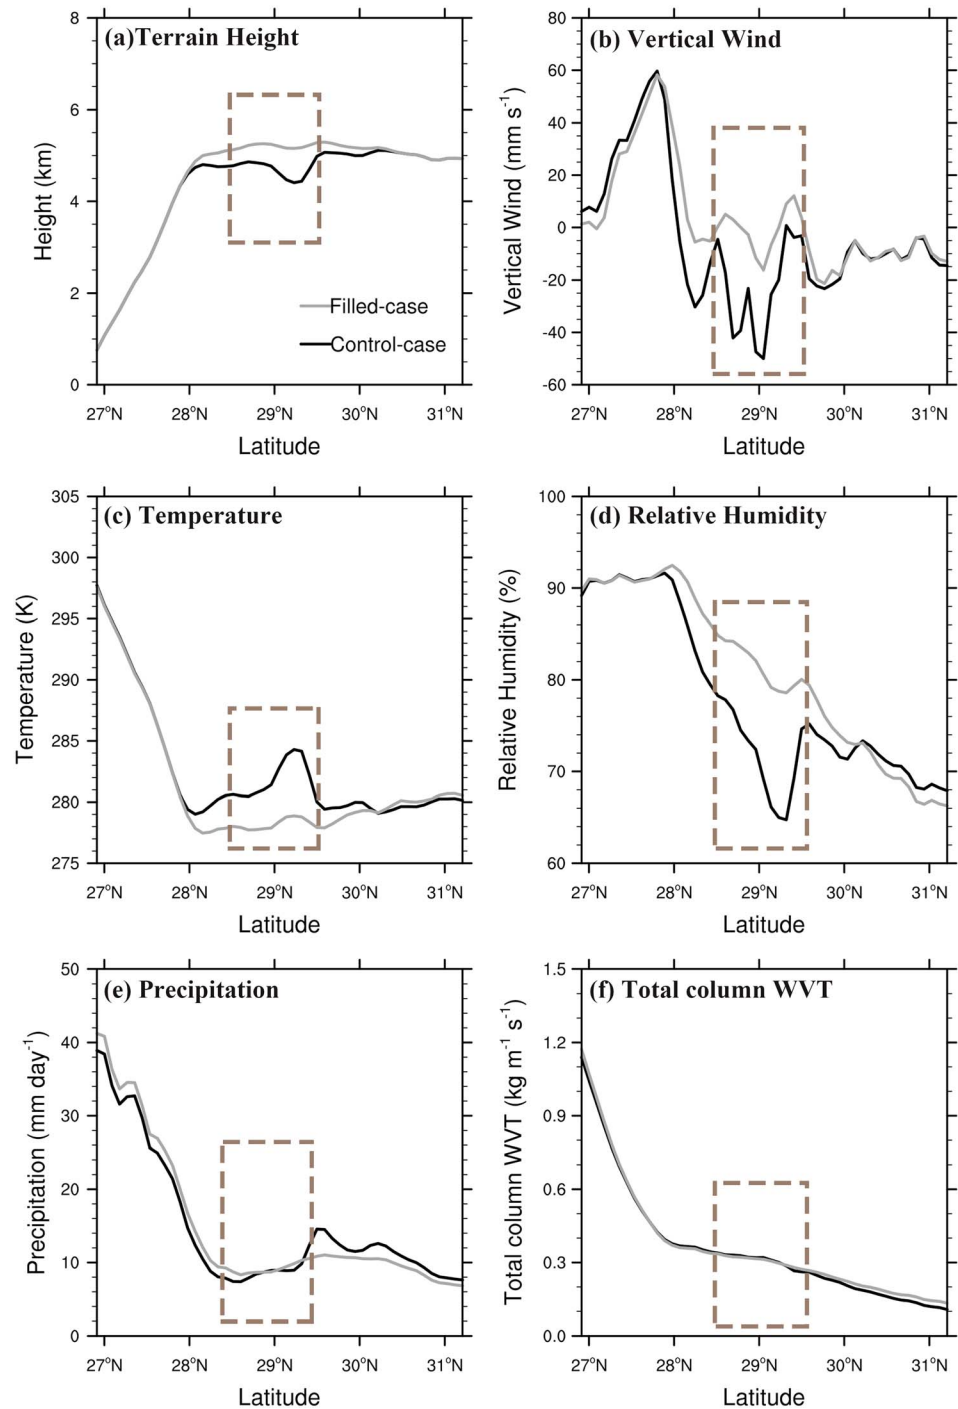 (a)Terrain Height
8
6
4
2
0
Height (km)
Filled-case
Control-case
27°N 28°N 29°N 30°N 31°N
Latitude
(b) Vertical Wind
80
60
40
20
0
-20
-40
-60
Vertical Wind (mm s⁻¹)
27°N 28°N 29°N 30°N 31°N
Latitude
(c) Temperature
305
300
295
290
285
280
275
Temperature (K)
27°N 28°N 29°N 30°N 31°N
Latitude
(d) Relative Humidity
100
90
80
70
60
Relative Humidity (%)
27°N 28°N 29°N 30°N 31°N
Latitude
(e) Precipitation
50
40
30
20
10
0
Precipitation (mm day⁻¹)
27°N 28°N 29°N 30°N 31°N
Latitude
(f) Total column WVT
1.5
1.2
0.9
0.6
0.3
0.0
Total column WVT (kg m⁻¹ s⁻¹)
27°N 28°N 29°N 30°N 31°N
Latitude